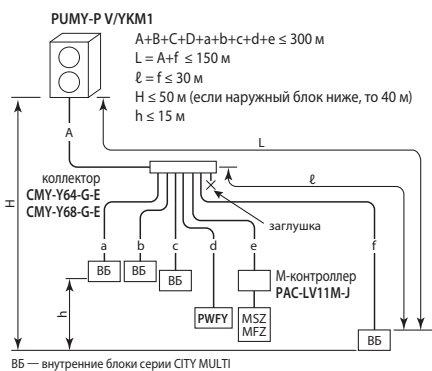 PUMY-P V/YKM1
A+B+C+D+a+b+c+d+e ≤ 300 м
L = A+f ≤ 150 м
ℓ = f ≤ 30 м
H ≤ 50 м (если наружный блок ниже, то 40 м)
h ≤ 15 м
A
L
H
коллектор
CMY-Y64-G-E
CMY-Y68-G-E
ℓ
заглушка
a
b
c
d
e
f
ВБ
ВБ
ВБ
М-контроллер
PAC-LV11M-J
h
PWFY
MSZ
MFZ
ВБ
ВБ — внутренние блоки серии CITY MULTI